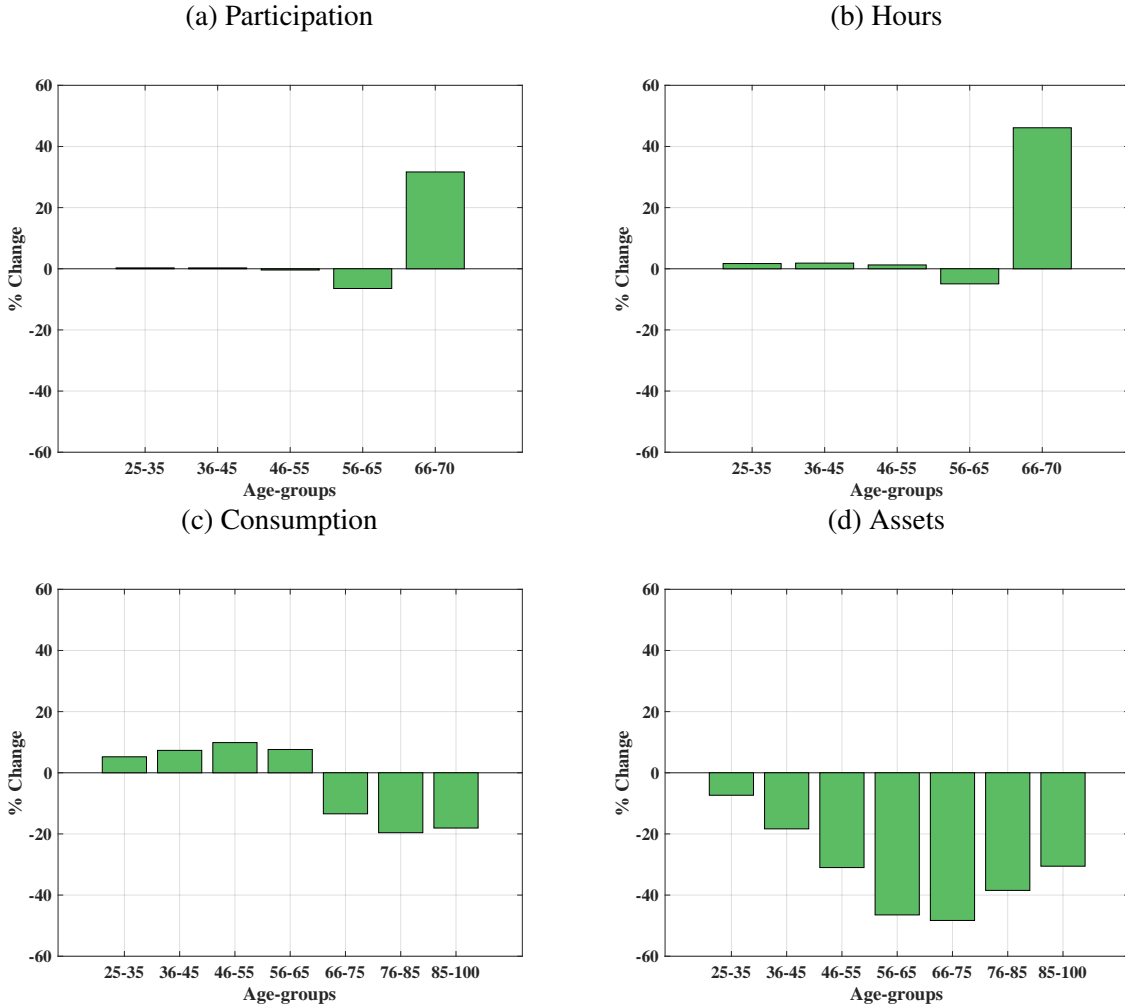 (a) Participation
60
40
20
0
-20
-40
-60
% Change
25-35 36-45 46-55 56-65 66-70
Age-groups
(b) Hours
60
40
20
0
-20
-40
-60
% Change
25-35 36-45 46-55 56-65 66-70
Age-groups
(c) Consumption
60
40
20
0
-20
-40
-60
% Change
25-35 36-45 46-55 56-65 66-75 76-85 85-100
Age-groups
(d) Assets
60
40
20
0
-20
-40
-60
% Change
25-35 36-45 46-55 56-65 66-75 76-85 85-100
Age-groups